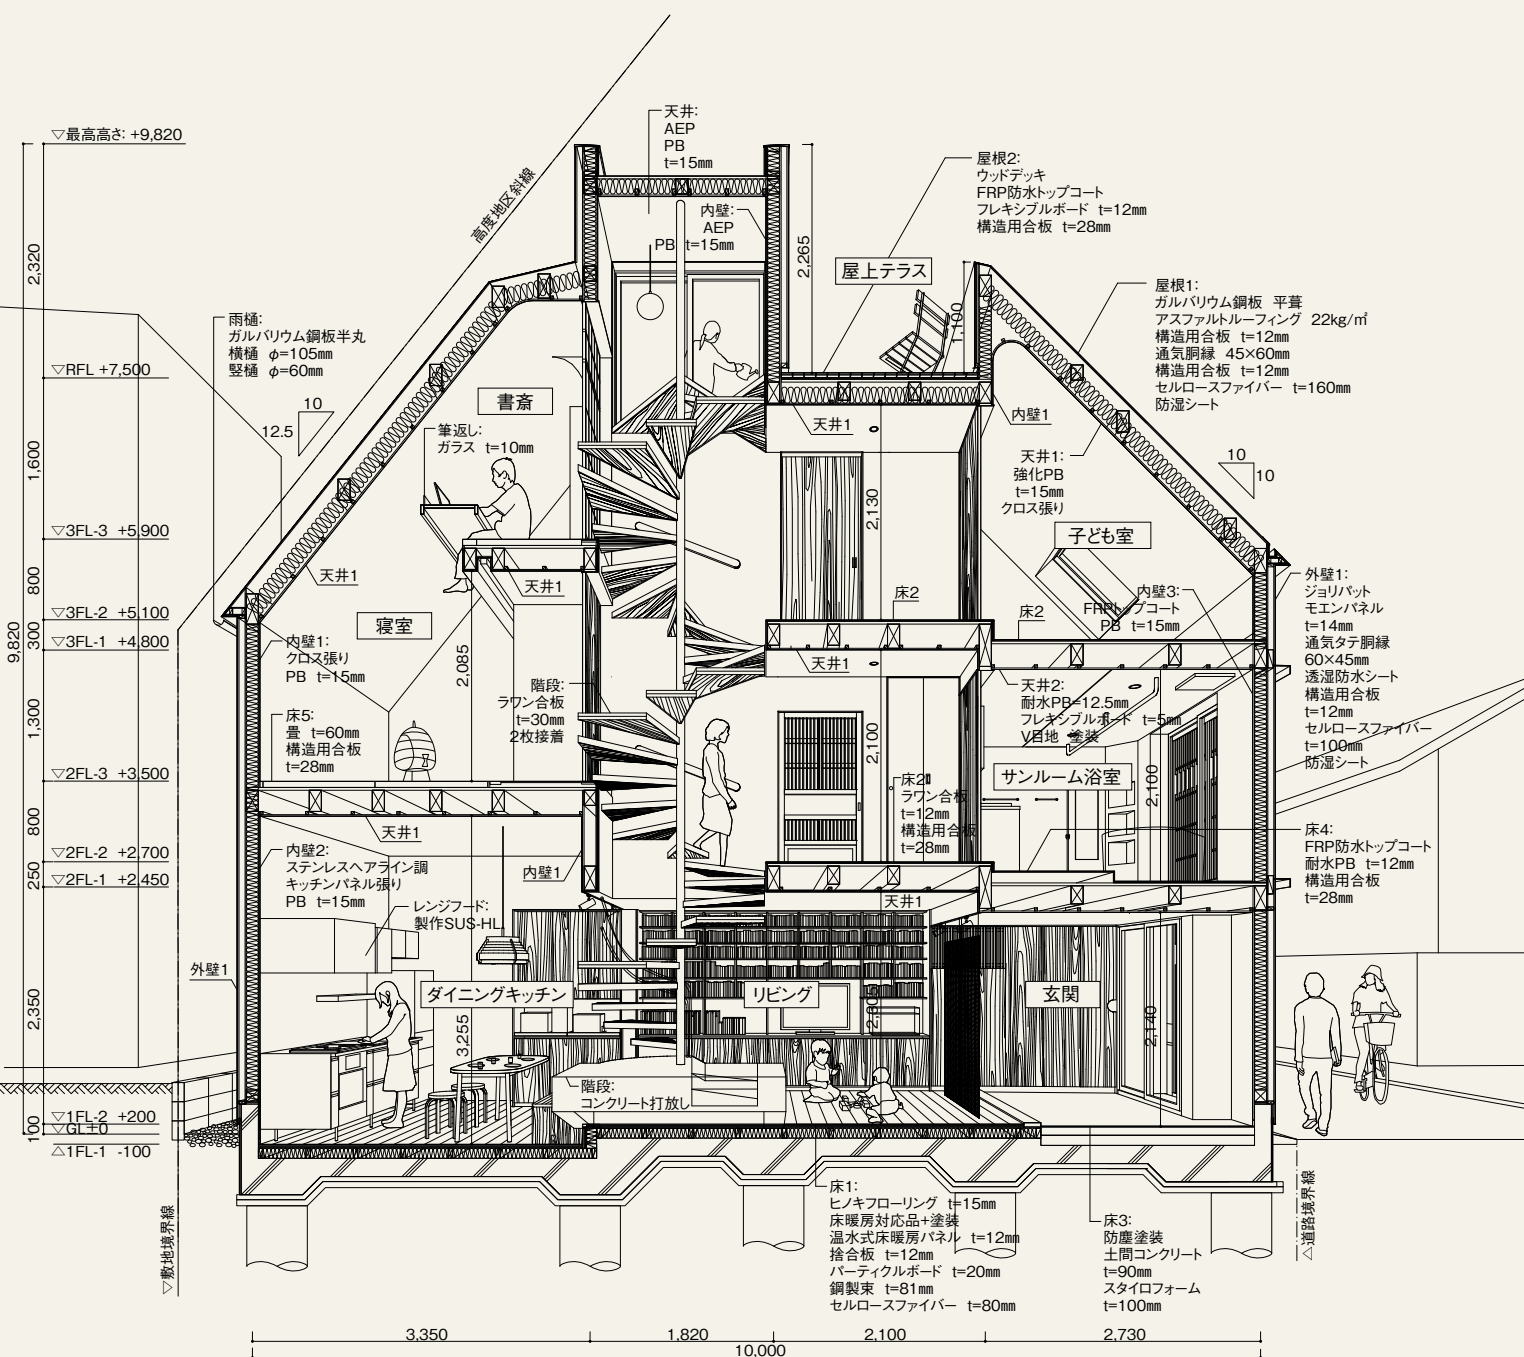 ▽最高高さ: +9,820
2,320
高度地区斜線
天井:
AEP
PB
t=15mm
内壁:
AEP
PB t=15mm
2,265
屋根2:
ウッドデッキ
FRP防水トップコート
フレキシブルボード t=12mm
構造用合板 t=28mm
屋上テラス
1,100
屋根1:
ガルバリウム鋼板 平葺
アスファルトルーフィング 22kg/㎡
構造用合板 t=12mm
通気胴縁 45×60mm
構造用合板 t=12mm
セルロースファイバー t=160mm
防湿シート
雨樋:
ガルバリウム鋼板半丸
横樋 φ=105mm
竪樋 φ=60mm
▽RFL +7,500
10
12.5
書斎
筆返し:
ガラス t=10mm
天井1
内壁1
天井1:
強化PB
t=15mm
クロス張り
10
10
1,600
2,130
▽3FL-3 +5,900
子ども室
天井1
天井1
800
床2
床2
内壁3:
FRPトップコート
PB t=15mm
外壁1:
ジョリパット
モエンパネル
t=14mm
通気タテ胴縁
60×45mm
透湿防水シート
構造用合板
t=12mm
セルロースファイバー
t=100mm
防湿シート
▽3FL-2 +5,100
300
▽3FL-1 +4,800
9,820
寝室
内壁1:
クロス張り
PB t=15mm
2,085
天井1
階段:
ラワン合板
t=30mm
2枚接着
天井2:
耐水PB=12.5mm
フレキシブルボード t=5mm
V目地 塗装
床5:
畳 t=60mm
構造用合板
t=28mm
1,300
2,100
▽2FL-3 +3,500
サンルーム浴室
2,100
床2:
ラワン合板
t=12mm
構造用合板
t=28mm
800
天井1
▽2FL-2 +2,700
250
▽2FL-1 +2,450
内壁2:
ステンレスヘアライン調
キッチンパネル張り
PB t=15mm
内壁1
天井1
床4:
FRP防水トップコート
耐水PB t=12mm
構造用合板
t=28mm
レンジフード:
製作SUS-HL
外壁1
ダイニングキッチン
リビング
玄関
2,350
3,255
2,140
階段:
コンクリート打放し
▽1FL-2 +200
▽GL±0
100
△1FL-1 -100
▽敷地境界線
◁道路境界線
床1:
ヒノキフローリング t=15mm
床暖房対応品+塗装
温水式床暖房パネル t=12mm
捨合板 t=12mm
パーティクルボード t=20mm
鋼製束 t=81mm
セルロースファイバー t=80mm
床3:
防塵塗装
土間コンクリート
t=90mm
スタイロフォーム
t=100mm
3,350
1,820
2,100
2,730
10,000